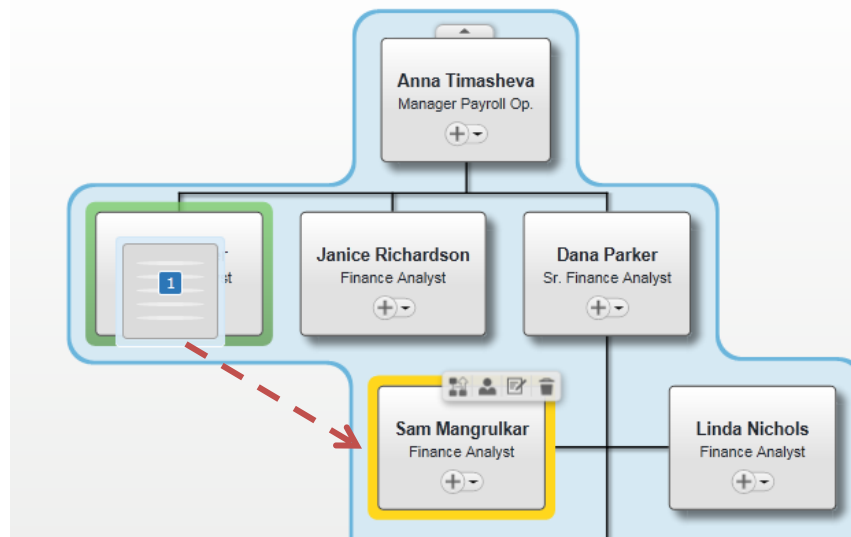 Anna Timasheva
Manager Payroll Op.
1
Janice Richardson
Finance Analyst
Dana Parker
Sr. Finance Analyst
Sam Mangrulkar
Finance Analyst
Linda Nichols
Finance Analyst